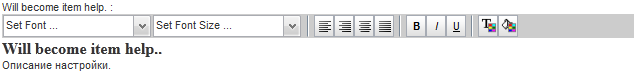 Will become item help. :
Set Font ... Set Font Size ... B I U T
Will become item help..
Описание настройки.